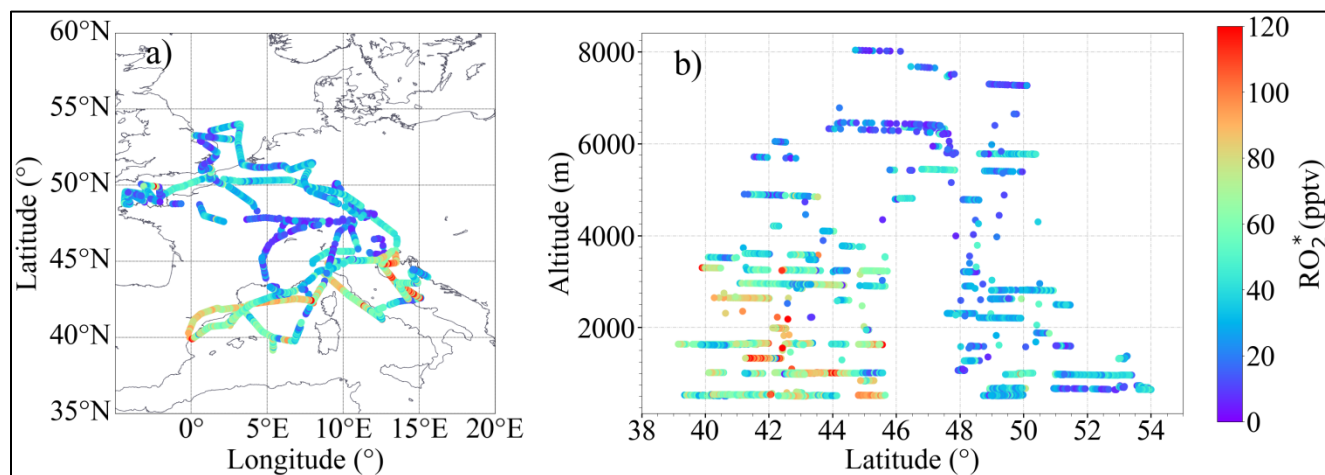 a)
60°N
55°N
50°N
45°N
40°N
35°N
Latitude (°)
0° 5°E 10°E 15°E 20°E
Longitude (°)
b)
8000
6000
4000
2000
Altitude (m)
38 40 42 44 46 48 50 52 54
Latitude (°)
120
100
80
60
40
20
0
RO₂* (pptv)